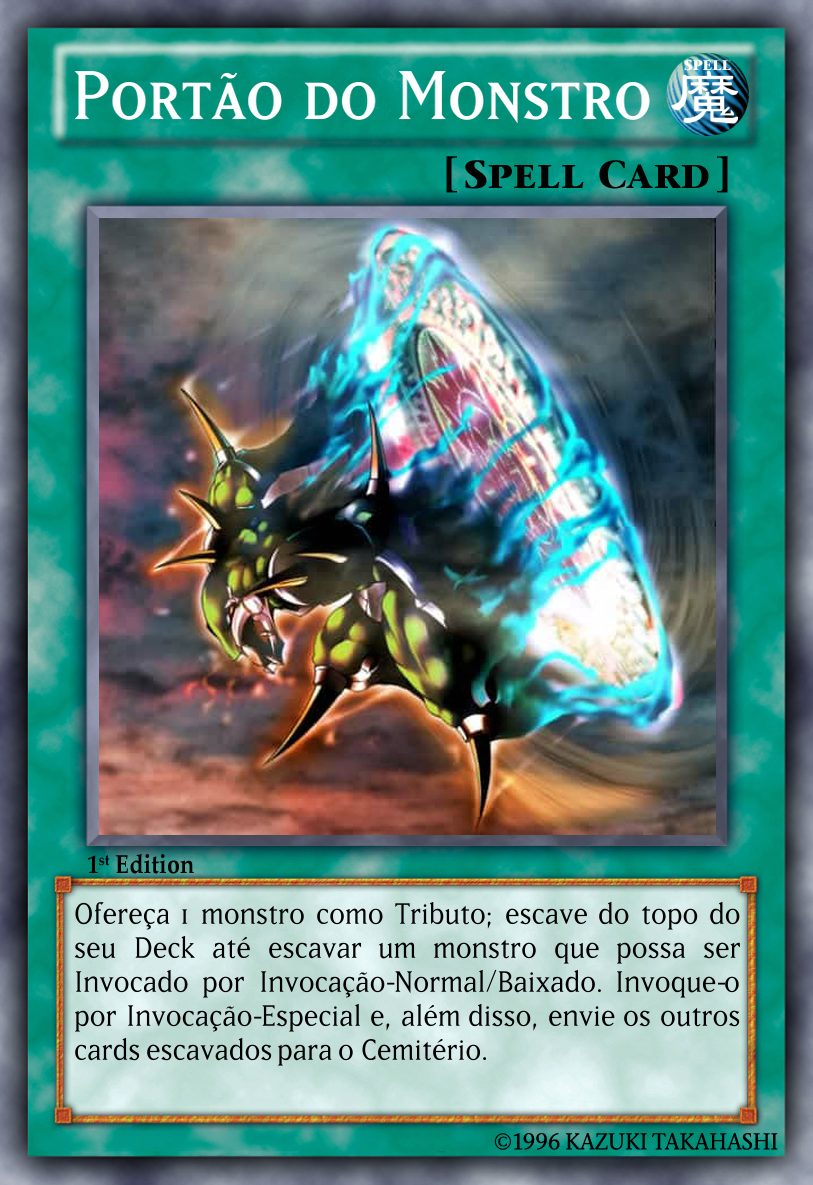 Portão do Monstro
SPELL
魔
[Spell Card]
1st Edition
Ofereça 1 monstro como Tributo; escave do topo do
seu Deck até escavar um monstro que possa ser
Invocado por Invocação-Normal/Baixado. Invoque-o
por Invocação-Especial e, além disso, envie os outros
cards escavados para o Cemitério.
©1996 KAZUKI TAKAHASHI